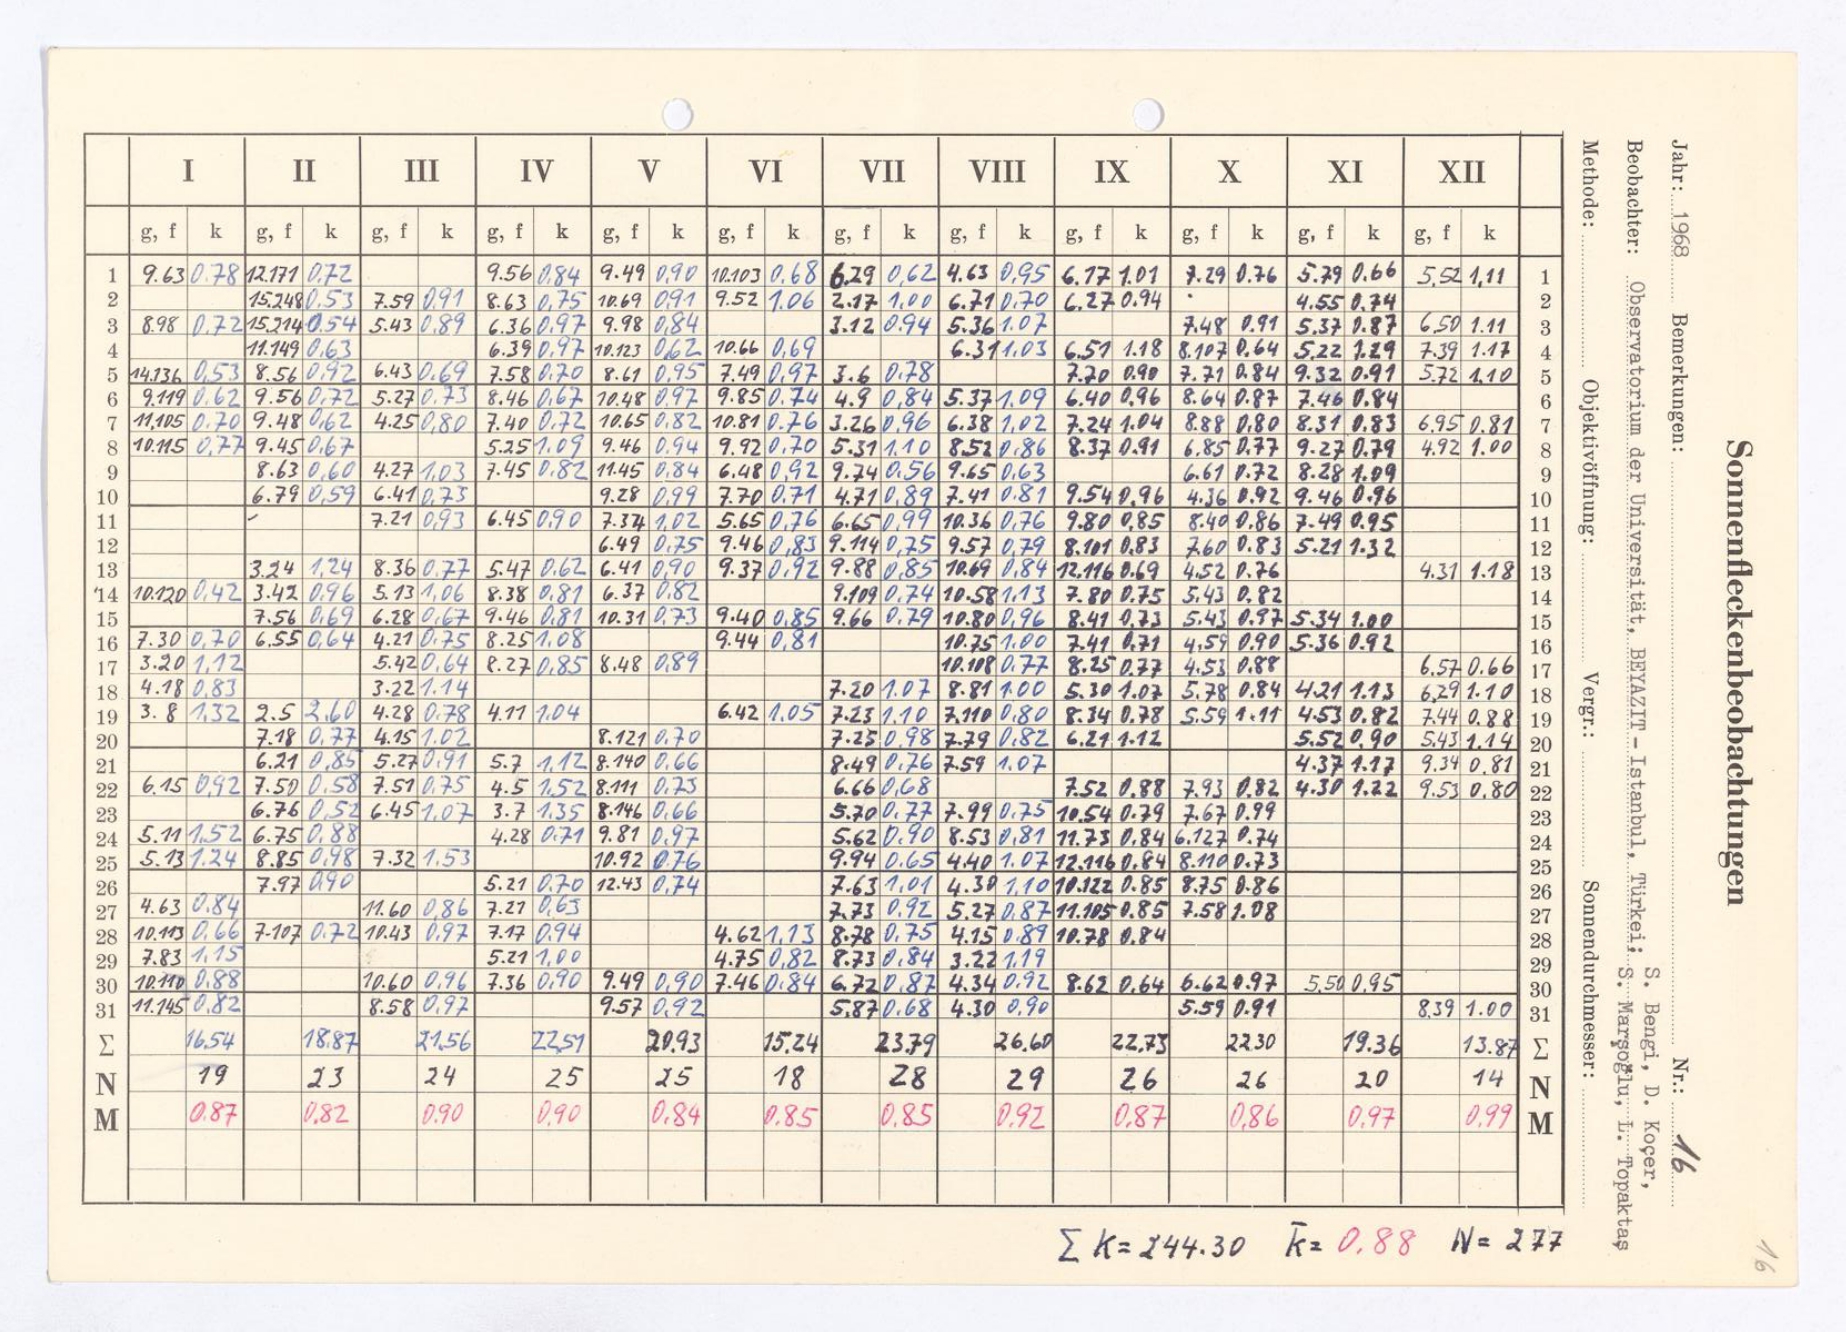 I II III IV V VI VII VIII IX X XI XII
g, f k g, f k g, f k g, f k g, f k g, f k g, f k g, f k g, f k g, f k g, f k g, f k
1 9.63 0.78 12.171 0.72 9.56 0.84 9.49 0.90 10.103 0.68 6.29 0.62 4.63 0.95 6.17 1.01 7.29 0.76 5.79 0.66 5.52 1.11 1
2 15.248 0.53 7.59 0.91 8.63 0.75 10.69 0.91 9.52 1.06 2.17 1.00 6.71 0.70 6.27 0.94 4.55 0.74 2
3 8.98 0.72 15.214 0.54 5.43 0.89 6.36 0.97 9.98 0.84 3.12 0.94 5.36 1.07 7.48 0.91 5.37 0.87 6.50 1.11 3
4 11.149 0.63 6.39 0.97 10.123 0.62 10.66 0.69 6.31 1.03 6.51 1.18 8.107 0.64 5.22 1.29 7.39 1.17 4
5 14.136 0.53 8.56 0.92 6.43 0.69 7.58 0.70 8.61 0.95 7.49 0.97 3.6 0.78 7.70 0.90 7.71 0.84 9.32 0.91 5.72 1.10 5
6 9.119 0.62 9.56 0.72 5.27 0.73 8.46 0.67 10.48 0.97 9.85 0.74 4.9 0.84 5.37 1.09 6.40 0.96 8.64 0.87 7.46 0.84 6
7 11.105 0.70 9.48 0.62 4.25 0.80 7.40 0.72 10.65 0.82 10.81 0.76 3.26 0.96 6.38 1.02 7.24 1.04 8.88 0.80 8.31 0.83 6.95 0.81 7
8 10.115 0.77 9.45 0.67 5.25 1.09 9.46 0.94 9.92 0.70 5.31 1.10 8.52 0.86 8.37 0.91 6.85 0.77 9.27 0.79 4.92 1.00 8
9 8.63 0.60 4.27 1.03 7.45 0.82 11.45 0.84 6.48 0.92 9.74 0.56 9.65 0.63 6.61 0.72 8.28 1.09 9
10 6.79 0.59 6.41 0.73 9.28 0.99 7.70 0.71 4.71 0.89 7.41 0.81 9.54 0.96 4.36 0.92 9.46 0.96 10
11 7.21 0.93 6.45 0.90 7.34 1.02 5.65 0.76 6.65 0.99 10.36 0.76 9.80 0.85 8.40 0.86 7.49 0.95 11
12 6.49 0.75 9.46 0.83 9.114 0.75 9.57 0.79 8.101 0.83 7.60 0.83 5.21 1.32 12
13 3.24 1.24 8.36 0.77 5.47 0.62 6.41 0.90 9.37 0.92 9.88 0.85 10.69 0.84 12.116 0.69 4.52 0.76 4.31 1.18 13
14 10.120 0.42 3.42 0.96 5.13 1.06 8.38 0.81 6.37 0.82 9.109 0.74 10.58 1.13 7.80 0.75 5.43 0.82 14
15 7.56 0.69 6.28 0.67 9.46 0.81 10.31 0.73 9.40 0.85 9.66 0.79 10.80 0.96 8.41 0.73 5.43 0.97 5.34 1.00 15
16 7.30 0.70 6.55 0.64 4.21 0.75 8.25 1.08 9.44 0.81 10.75 1.00 7.41 0.71 4.59 0.90 5.36 0.92 16
17 3.20 1.12 5.42 0.64 8.27 0.85 8.48 0.89 10.108 0.77 8.25 0.77 4.53 0.88 6.57 0.66 17
18 4.18 0.83 3.22 1.14 7.20 1.07 8.81 1.00 5.30 1.07 5.78 0.84 4.21 1.13 6.29 1.10 18
19 3.8 1.32 2.5 2.60 4.28 0.78 4.11 1.04 6.42 1.05 7.23 1.10 7.110 0.80 8.34 0.78 5.59 1.11 4.53 0.82 7.44 0.88 19
20 7.18 0.77 4.15 1.02 8.121 0.70 7.25 0.98 7.79 0.82 6.21 1.12 5.52 0.90 5.43 1.14 20
21 6.21 0.85 5.27 0.91 5.7 1.12 8.140 0.66 8.49 0.76 7.59 1.07 4.37 1.17 9.34 0.81 21
22 6.15 0.92 7.50 0.58 7.51 0.75 4.5 1.52 8.111 0.73 6.66 0.68 7.52 0.88 7.93 0.82 4.30 1.22 9.53 0.80 22
23 6.76 0.52 6.45 1.07 3.7 1.35 8.146 0.66 5.70 0.77 7.99 0.75 10.54 0.79 7.67 0.99 23
24 5.11 1.52 6.75 0.88 4.28 0.71 9.81 0.97 5.62 0.90 8.53 0.81 11.73 0.84 6.127 0.74 24
25 5.13 1.24 8.85 0.98 7.32 1.53 10.92 0.76 9.94 0.65 4.40 1.07 12.116 0.84 8.110 0.73 25
26 7.97 0.90 5.21 0.70 12.43 0.74 7.63 1.01 4.30 1.10 10.122 0.85 8.75 0.86 26
27 4.63 0.84 11.60 0.86 7.27 0.63 7.73 0.92 5.27 0.87 11.105 0.85 7.58 1.08 27
28 10.113 0.66 7.107 0.72 10.43 0.97 7.17 0.94 4.62 1.13 8.78 0.75 4.15 0.89 10.78 0.84 28
29 7.83 1.15 5.21 1.00 4.75 0.82 8.73 0.84 3.22 1.19 29
30 10.110 0.88 10.60 0.96 7.36 0.90 9.49 0.90 7.46 0.84 6.72 0.87 4.34 0.92 8.62 0.64 6.62 0.97 5.50 0.95 30
31 11.145 0.82 8.58 0.97 9.57 0.92 5.87 0.68 4.30 0.90 5.59 0.91 8.39 1.00 31
Σ 16.54 18.87 21.56 22.51 20.93 15.24 23.79 26.60 22.73 22.30 19.36 13.87 Σ
N 19 23 24 25 25 18 28 29 26 26 20 14 N
M 0.87 0.82 0.90 0.90 0.84 0.85 0.85 0.92 0.87 0.86 0.97 0.99 M
Σ K = 244.30 k̄ = 0.88 N = 277
Sonnenfleckenbeobachtungen
Jahr: 1968 Bemerkungen: Nr.: 16
Beobachter: Observatorium der Universität, BEYAZIT - Istanbul, Türkei; S. Bengi, D. Koçer,
S. Marşoğlu, L. Topaktaş
Methode: Objektivöffnung: Vergr.: Sonnendurchmesser:
16